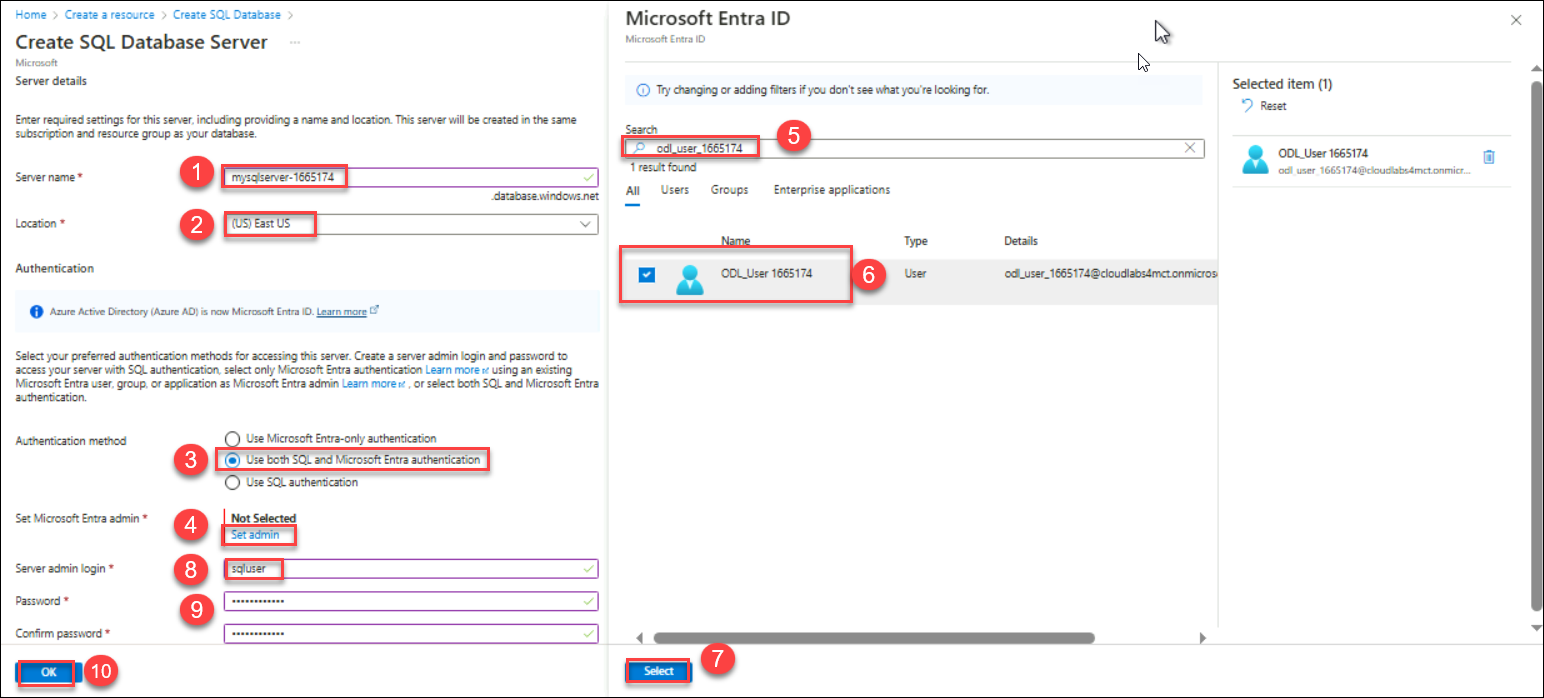 Home > Create a resource > Create SQL Database >
Create SQL Database Server ...
Microsoft
Server details
Enter required settings for this server, including providing a name and location. This server will be created in the same
subscription and resource group as your database.
1
Server name *
mysqlserver-1665174
.database.windows.net
2
Location *
(US) East US
Authentication
Azure Active Directory (Azure AD) is now Microsoft Entra ID. Learn more
Select your preferred authentication methods for accessing this server. Create a server admin login and password to
access your server with SQL authentication, select only Microsoft Entra authentication Learn more using an existing
Microsoft Entra user, group, or application as Microsoft Entra admin Learn more , or select both SQL and Microsoft Entra
authentication.
Authentication method
Use Microsoft Entra-only authentication
3
Use both SQL and Microsoft Entra authentication
Use SQL authentication
Set Microsoft Entra admin *
4
Not Selected
Set admin
Server admin login *
8
sqluser
Password *
9
••••••••••••
Confirm password *
••••••••••••
OK
10
Microsoft Entra ID
Microsoft Entra ID
Try changing or adding filters if you don't see what you're looking for.
Search
odl_user_1665174
5
1 result found
All Users Groups Enterprise applications
Name Type Details
ODL_User 1665174 User odl_user_1665174@cloudlabs4mct.onmicros
6
Select
7
Selected item (1)
Reset
ODL_User 1665174
odl_user_1665174@cloudlabs4mct.onmicr...